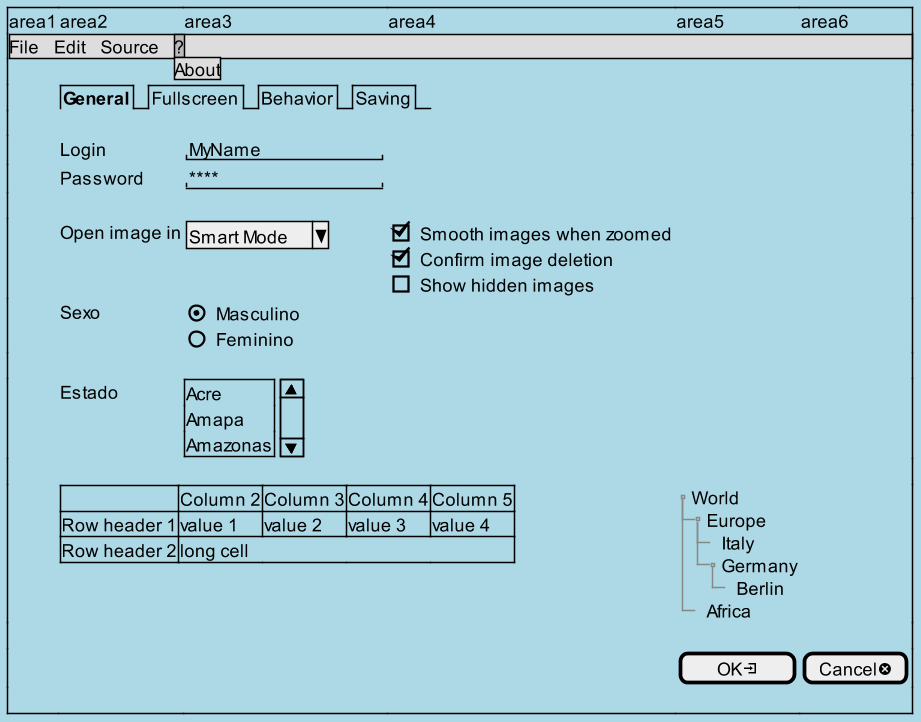 area1 area2 area3 area4 area5 area6
File Edit Source ?
About
General Fullscreen Behavior Saving
Login MyName
Password ****
Open image in Smart Mode
Smooth images when zoomed
Confirm image deletion
Show hidden images
Sexo Masculino
Feminino
Estado Acre
Amapa
Amazonas
Column 2 Column 3 Column 4 Column 5
Row header 1 value 1 value 2 value 3 value 4
Row header 2 long cell
World
Europe
Italy
Germany
Berlin
Africa
OK Cancel